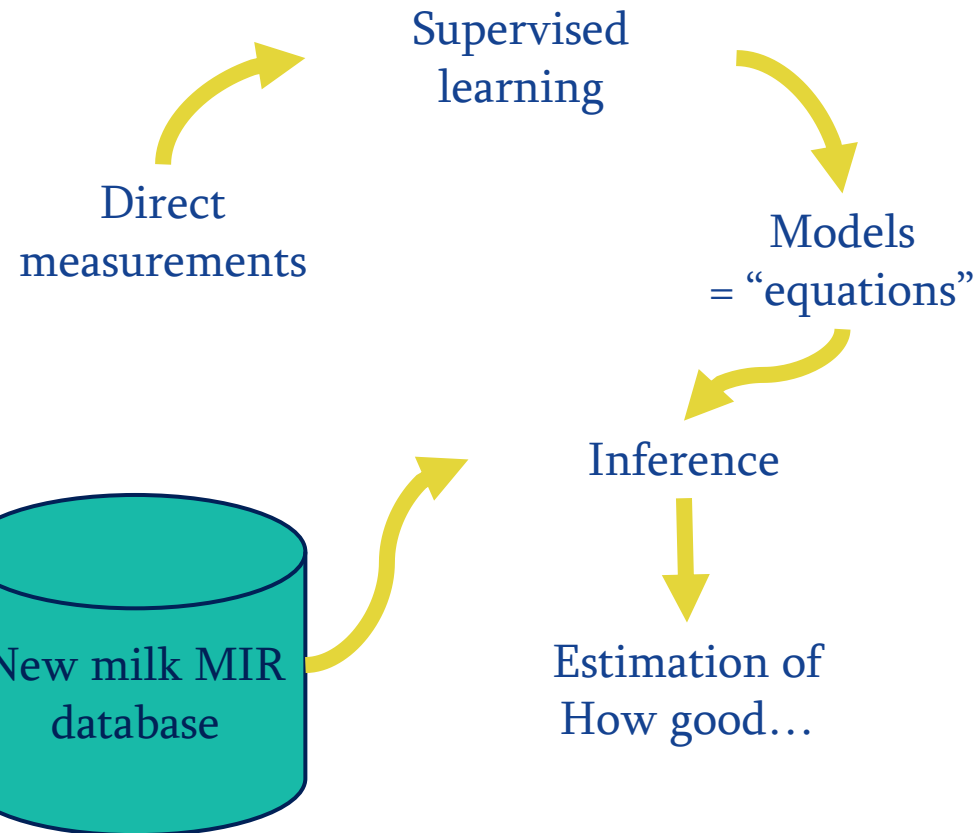 Supervised
learning
Direct
measurements
Models
= “equations”
Inference
New milk MIR
database
Estimation of
How good…